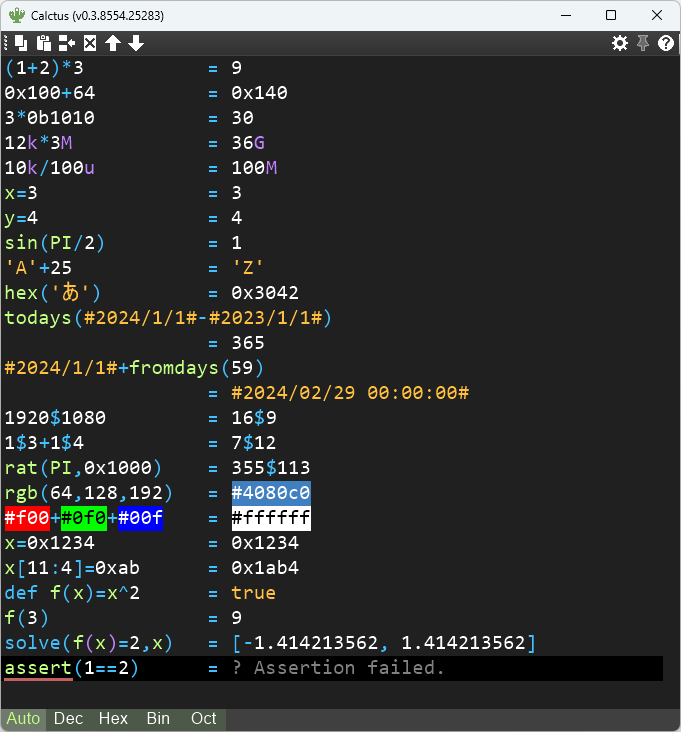 Calctus (v0.3.8554.25283)
(1+2)*3 = 9
0x100+64 = 0x140
3*0b1010 = 30
12k*3M = 36G
10k/100u = 100M
x=3 = 3
y=4 = 4
sin(PI/2) = 1
'A'+25 = 'Z'
hex('あ') = 0x3042
todays(#2024/1/1#-#2023/1/1#)
= 365
#2024/1/1#+fromdays(59)
= #2024/02/29 00:00:00#
1920$1080 = 16$9
1$3+1$4 = 7$12
rat(PI,0x1000) = 355$113
rgb(64,128,192) = #4080c0
#f00+#0f0+#00f = #ffffff
x=0x1234 = 0x1234
x[11:4]=0xab = 0x1ab4
def f(x)=x^2 = true
f(3) = 9
solve(f(x)=2,x) = [-1.414213562, 1.414213562]
assert(1==2) = ? Assertion failed.
Auto Dec Hex Bin Oct